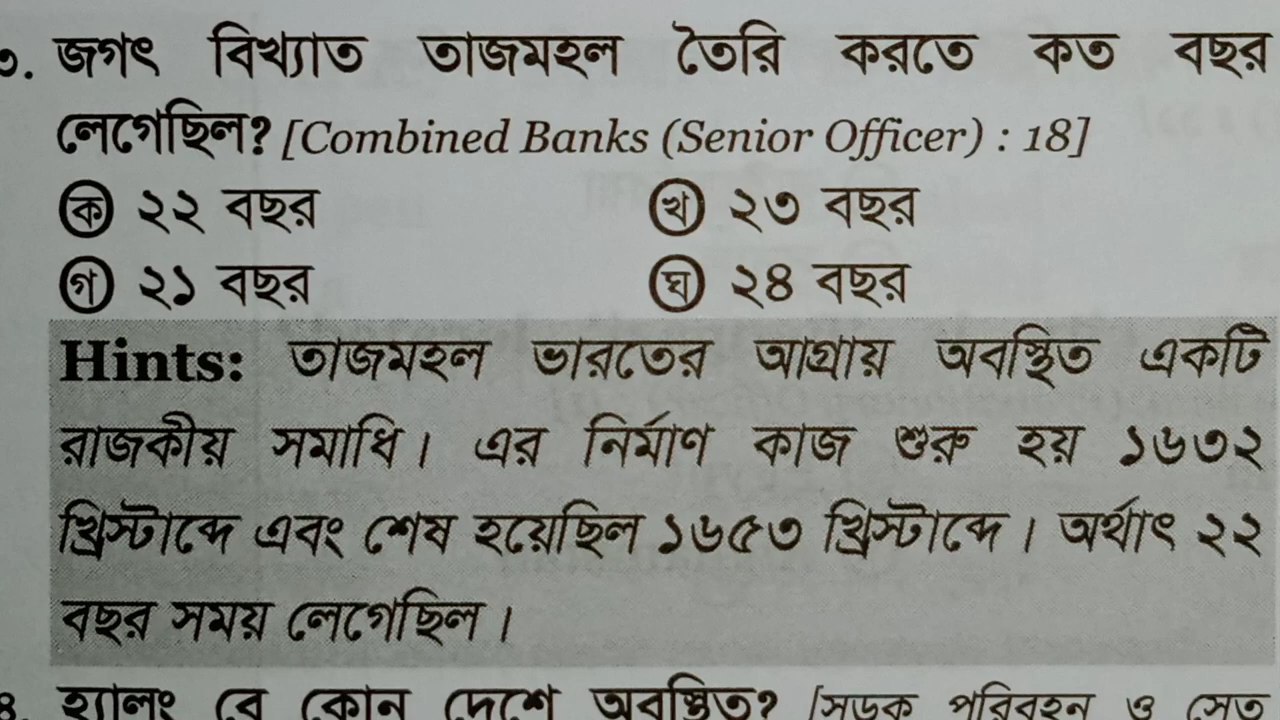 ৩. জগৎ বিখ্যাত তাজমহল তৈরি করতে কত বছর
লেগেছিল? [Combined Banks (Senior Officer) : 18]
ক ২২ বছর খ ২৩ বছর
গ ২১ বছর ঘ ২৪ বছর
Hints: তাজমহল ভারতের আগ্রায় অবস্থিত একটি
রাজকীয় সমাধি। এর নির্মাণ কাজ শুরু হয় ১৬৩২
খ্রিস্টাব্দে এবং শেষ হয়েছিল ১৬৫৩ খ্রিস্টাব্দে। অর্থাৎ ২২
বছর সময় লেগেছিল।
৪. হ্যালং বে কোন দেশে অবস্থিত? [সড়ক পরিবহন ও সেতু